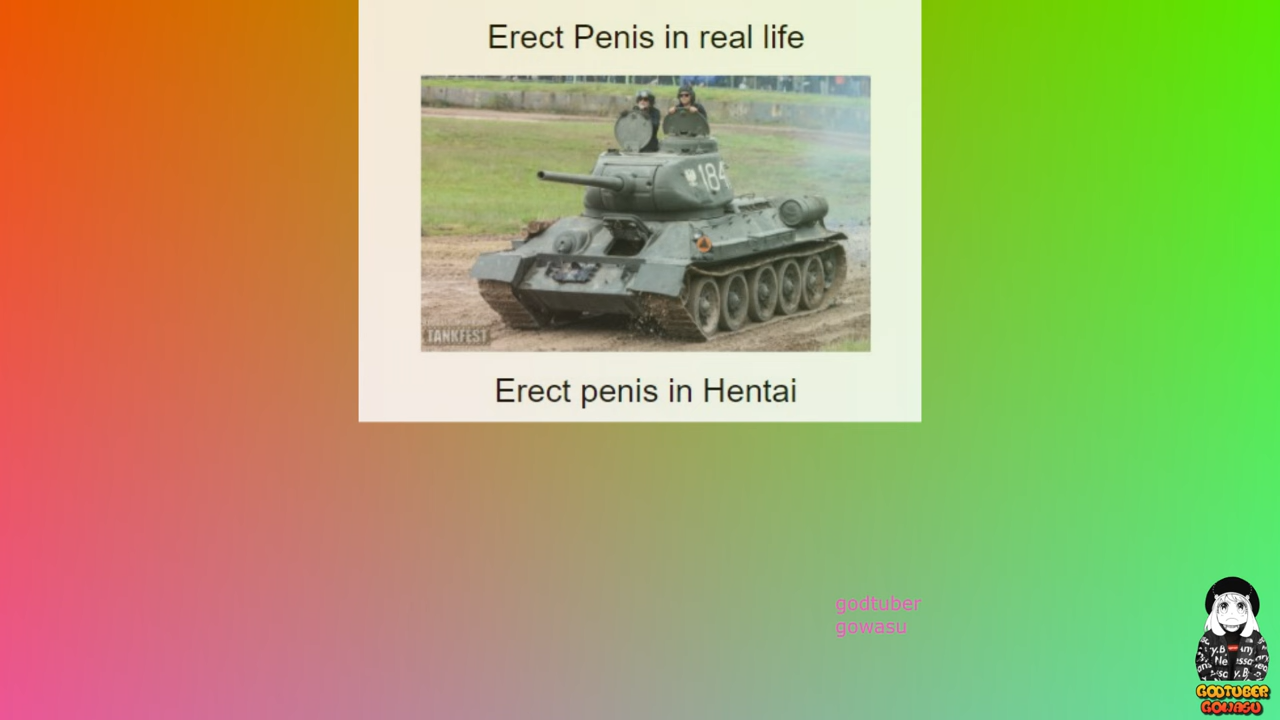 Erect Penis in real life
184
TANKFEST
Erect penis in Hentai
godtuber
gowasu
GODTUBER
GOWASU